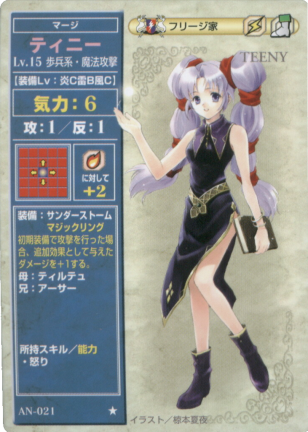 マージ
フリージ家
ティニー
TEENY
Lv.15 歩兵系・魔法攻撃
【装備Lv：炎C雷B風C】
気力：6
攻：1／反：1
に対して
+2
装備：サンダーストーム
マジックリング
初期装備で攻撃を行った場
合、追加効果として与えた
ダメージを+1する。
母：ティルテュ
兄：アーサー
所持スキル／能力
・怒り
AN-021
★
イラスト／椋本夏夜